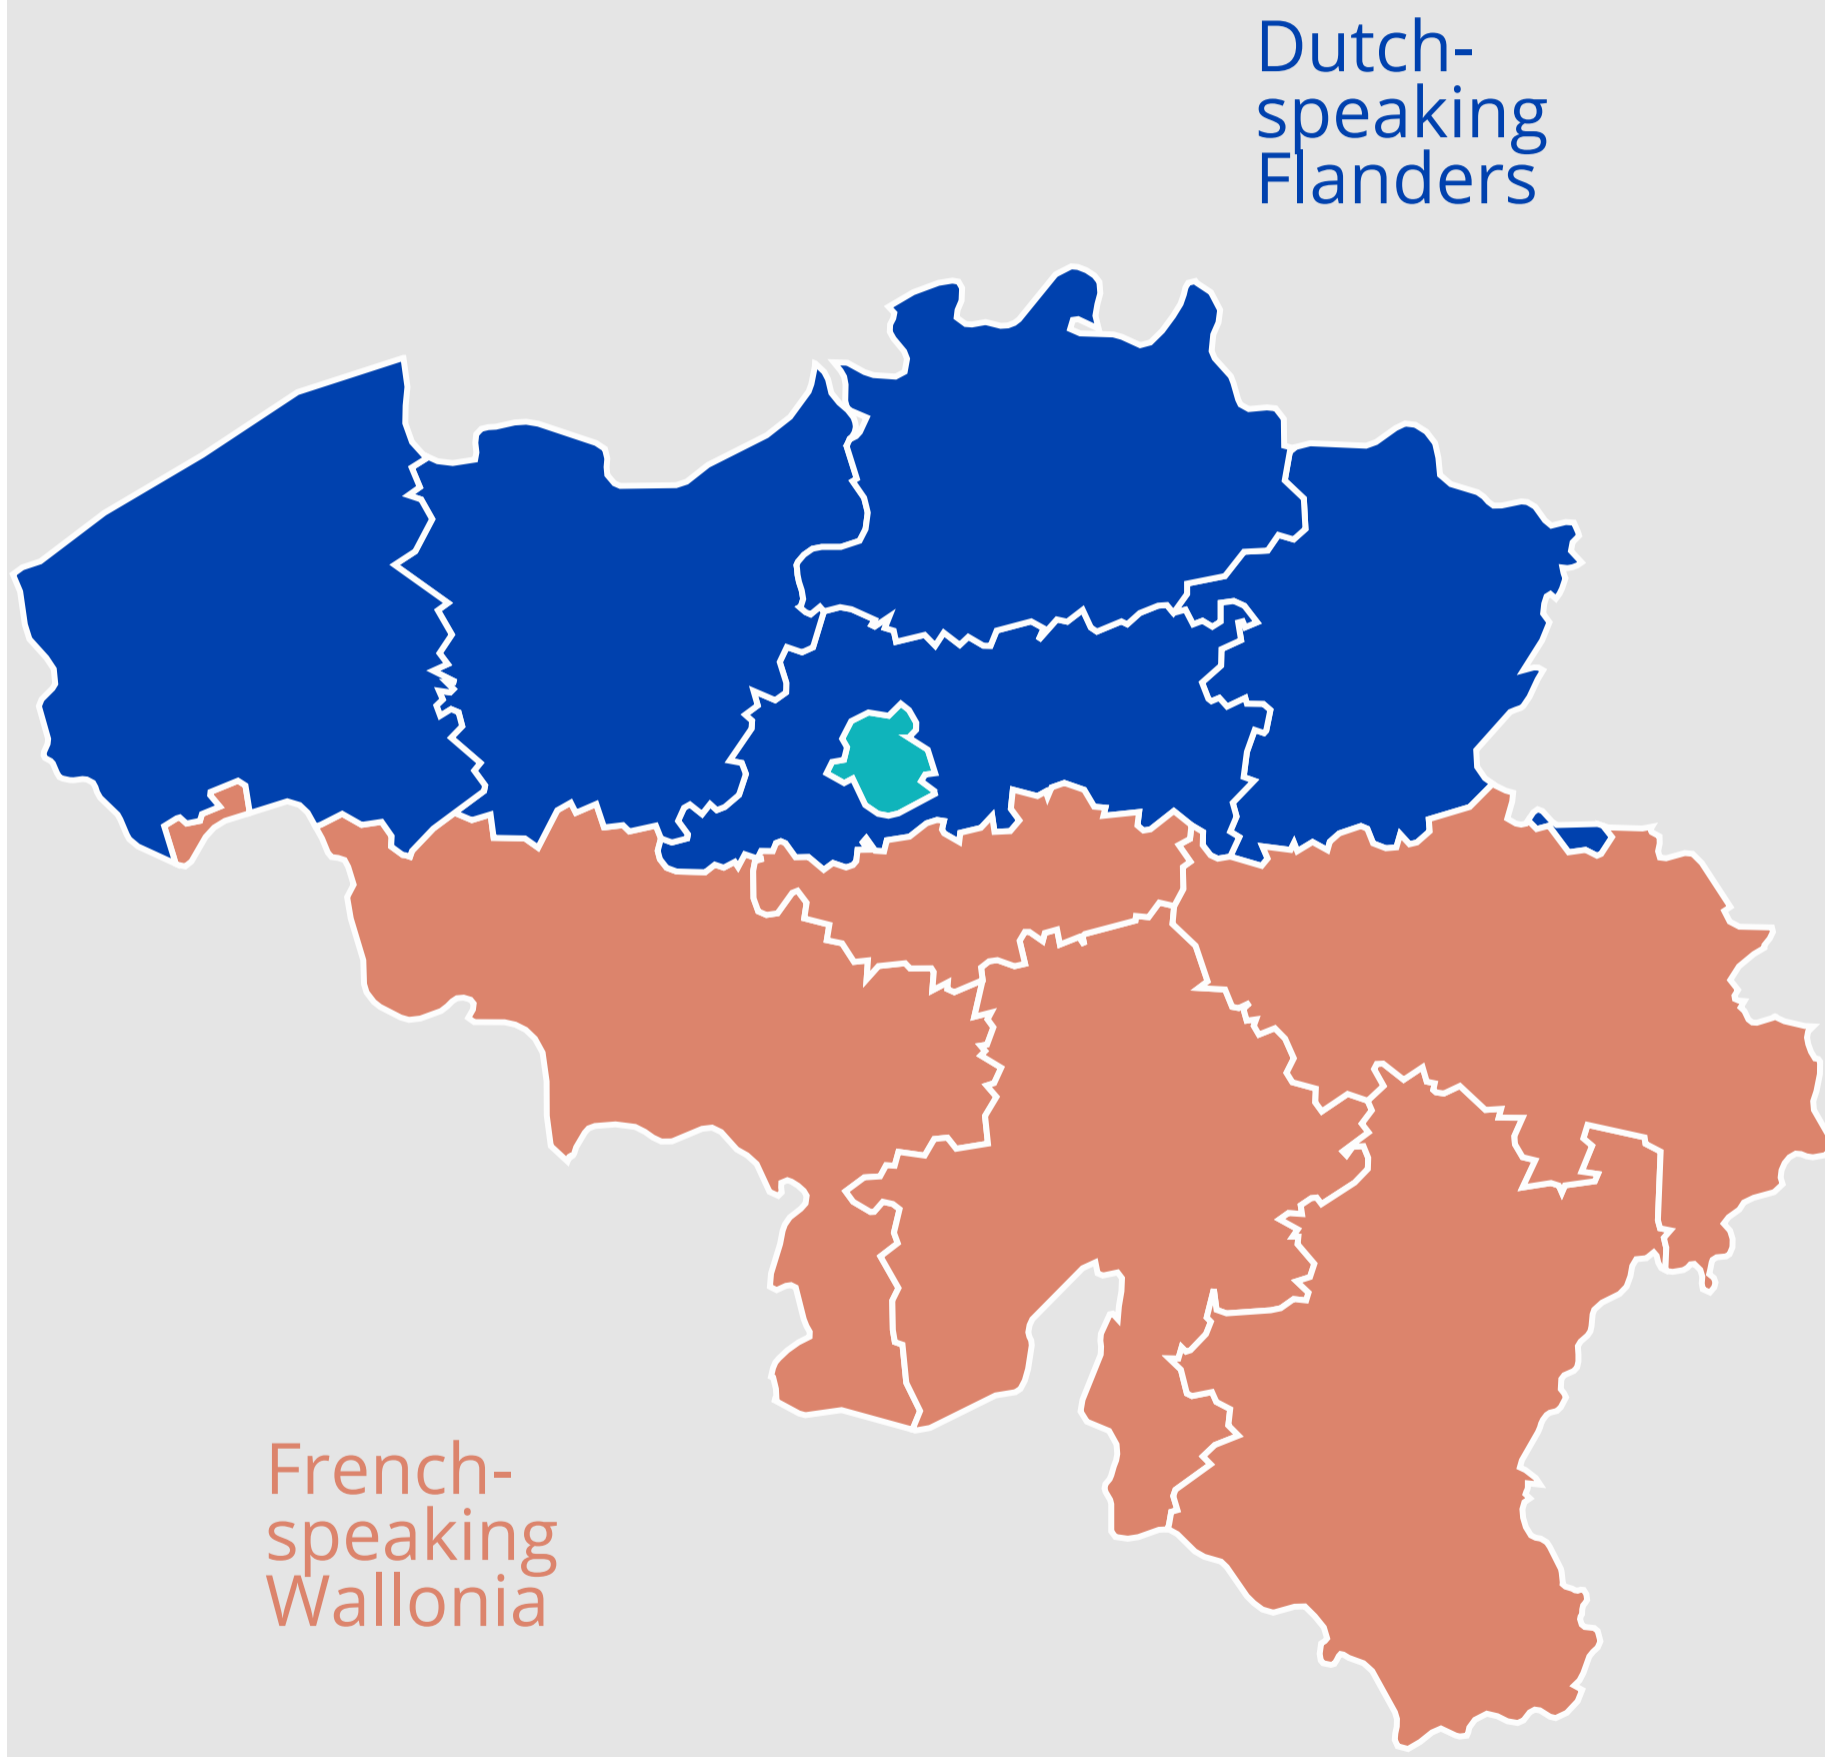 Dutch-
speaking
Flanders
French-
speaking
Wallonia